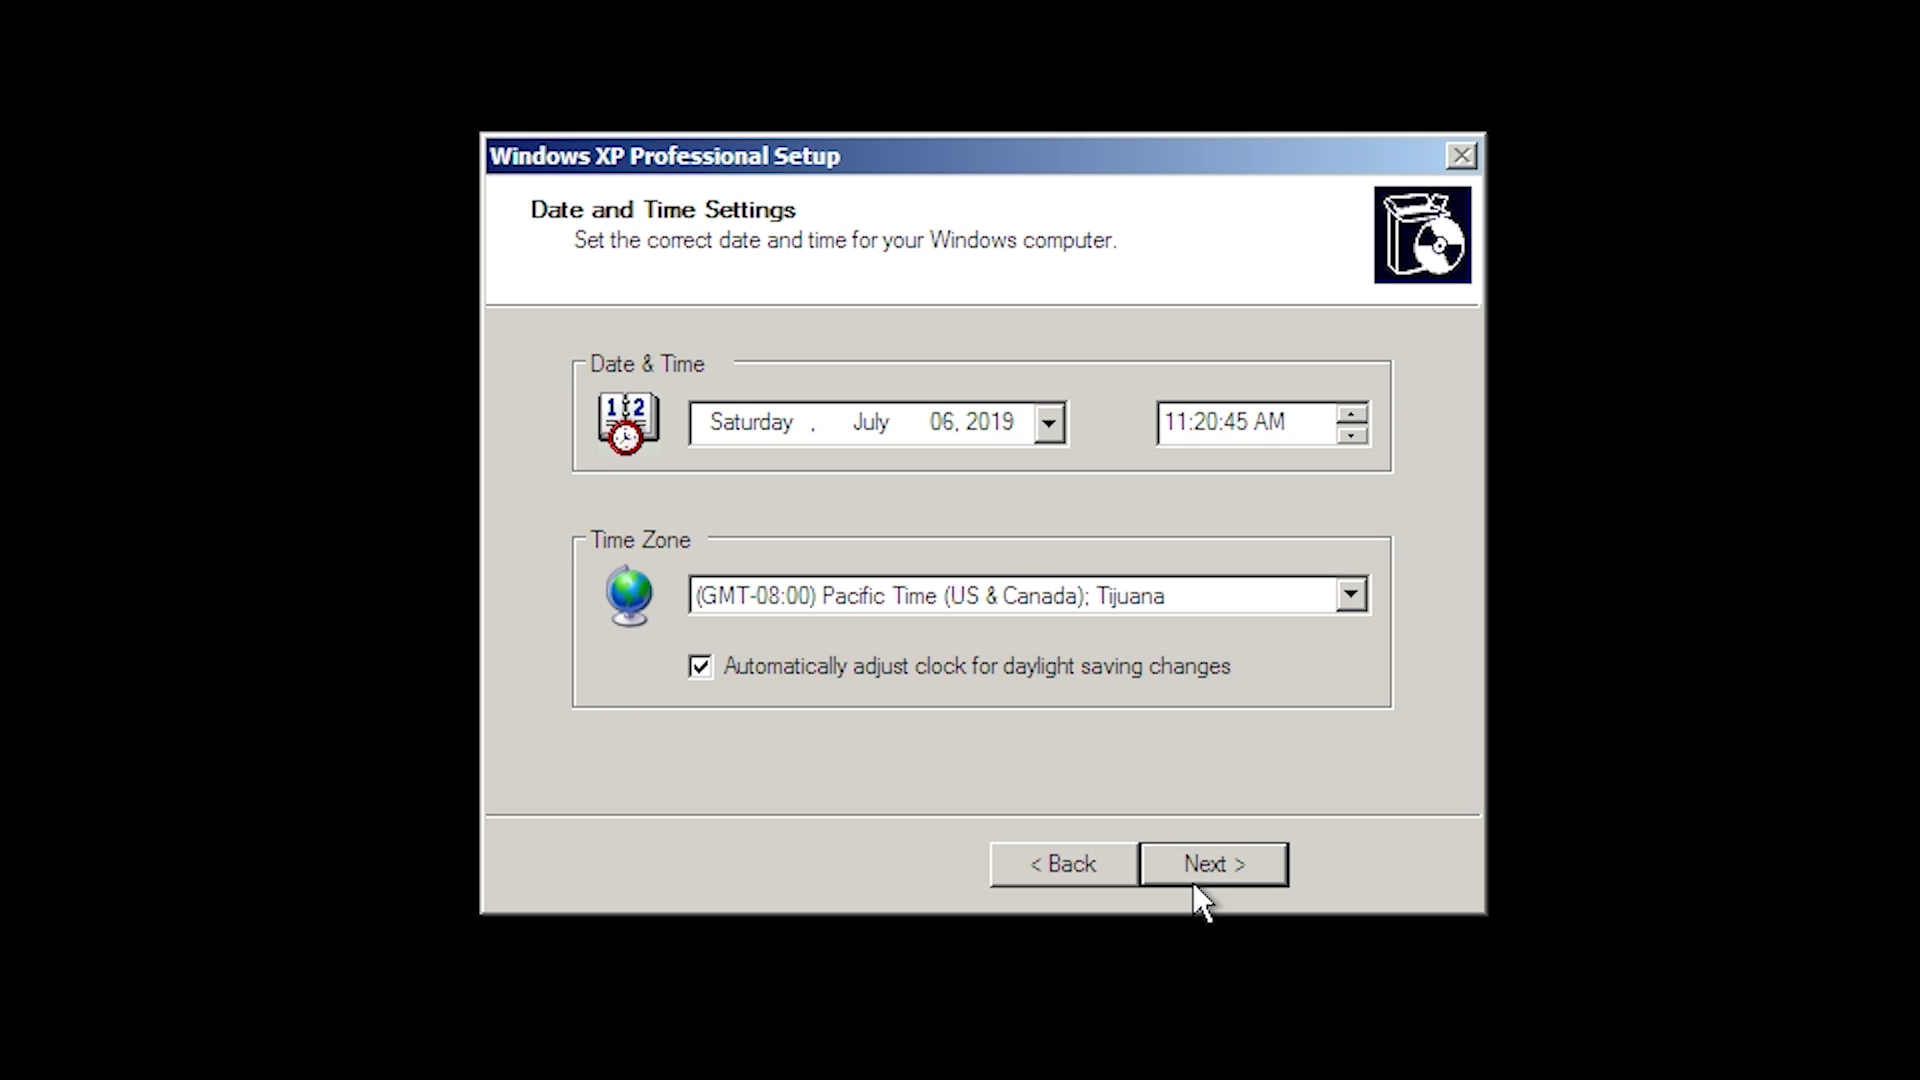 Windows XP Professional Setup
Date and Time Settings
Set the correct date and time for your Windows computer.
Date & Time
12
Saturday , July 06, 2019
11:20:45 AM
Time Zone
(GMT-08:00) Pacific Time (US & Canada); Tijuana
Automatically adjust clock for daylight saving changes
< Back
Next >